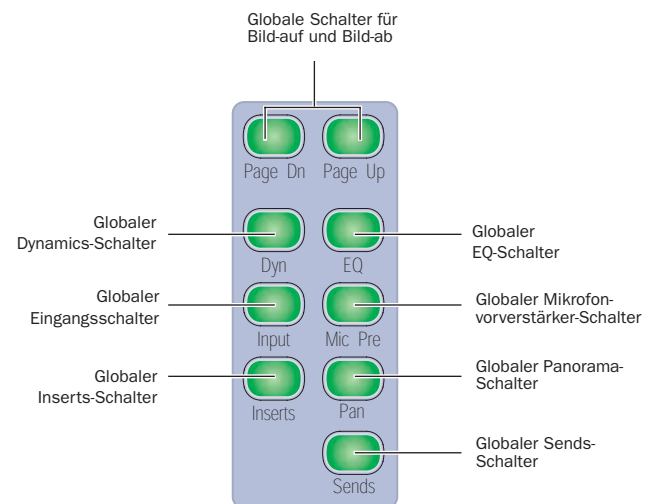 Globale Schalter für
Bild-auf und Bild-ab
Page Dn
Page Up
Globaler
Dynamics-Schalter
Dyn
EQ
Globaler
EQ-Schalter
Globaler
Eingangsschalter
Input
Mic Pre
Globaler Mikrofon-
vorverstärker-Schalter
Globaler
Inserts-Schalter
Inserts
Pan
Globaler Panorama-
Schalter
Sends
Globaler Sends-
Schalter